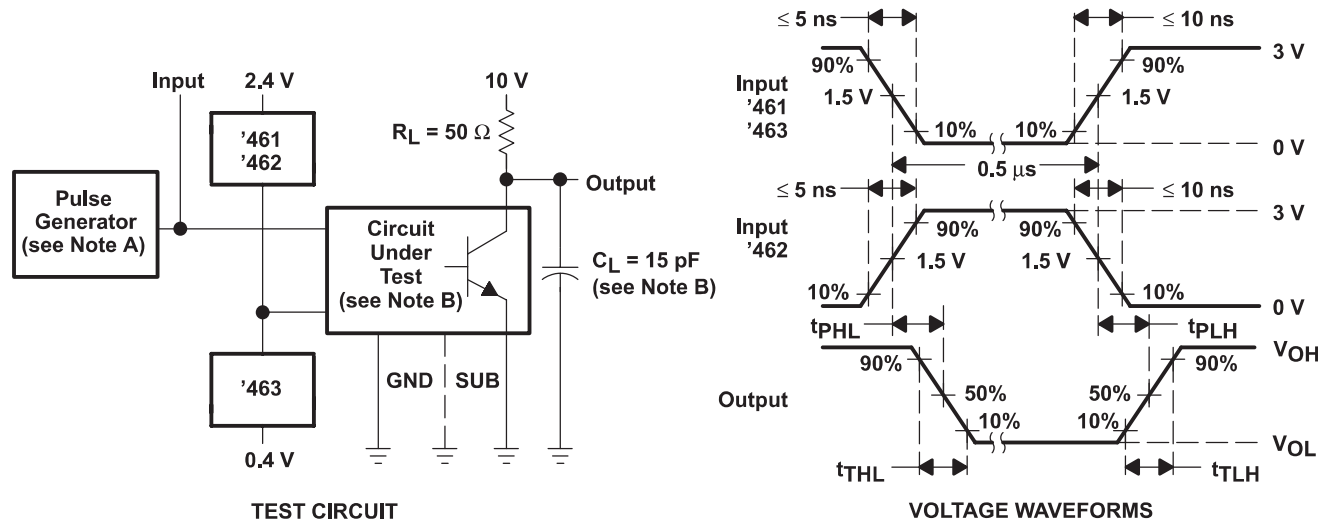 Input
2.4 V
10 V
'461
'462
R_L = 50 Ω
Output
Pulse
Generator
(see Note A)
Circuit
Under
Test
(see Note B)
C_L = 15 pF
(see Note B)
'463
GND
SUB
0.4 V
TEST CIRCUIT
≤ 5 ns
≤ 10 ns
3 V
90%
90%
Input
'461
'463
1.5 V
1.5 V
10%
10%
0 V
0.5 µs
≤ 5 ns
≤ 10 ns
3 V
90%
90%
Input
'462
1.5 V
1.5 V
10%
10%
0 V
t_PHL
t_PLH
V_OH
90%
90%
Output
50%
50%
10%
10%
V_OL
t_THL
t_TLH
VOLTAGE WAVEFORMS